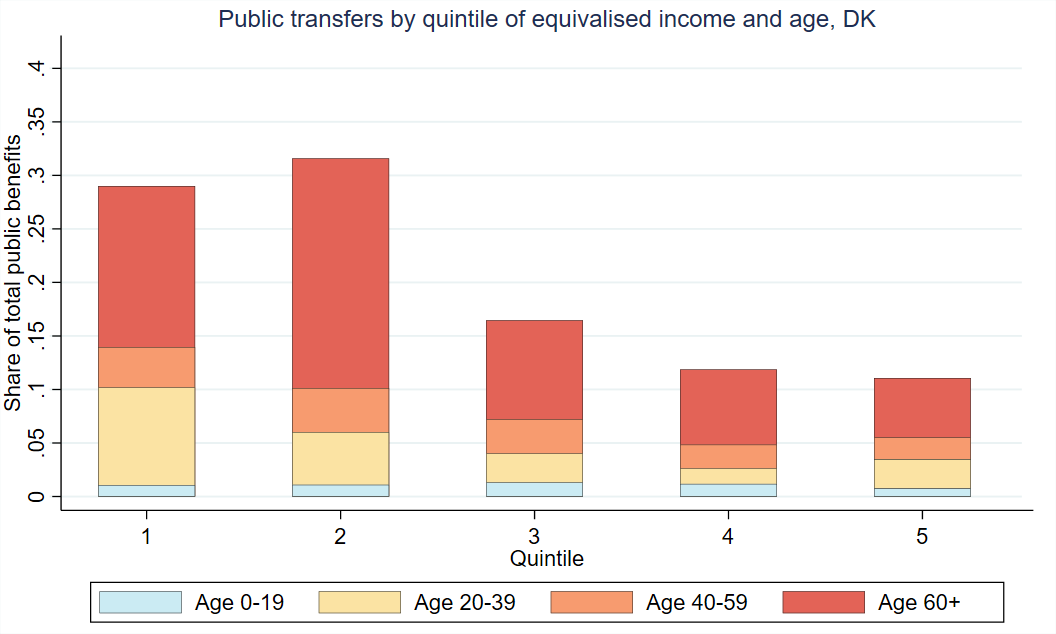 Public transfers by quintile of equivalised income and age, DK
Share of total public benefits
.4
.35
.3
.25
.2
.15
.1
.05
0
1 2 3 4 5
Quintile
Age 0-19 Age 20-39 Age 40-59 Age 60+